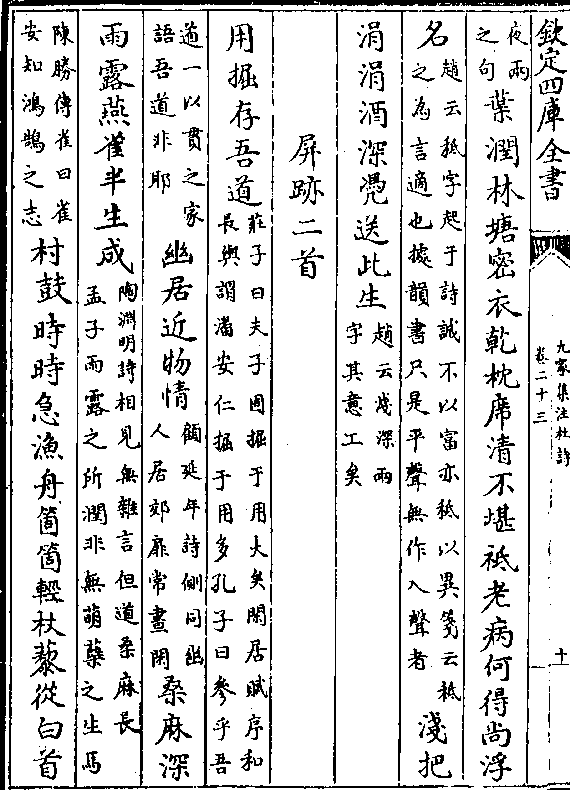 欽定四庫全書
九家集注杜詩
卷二十三
十
夜雨
之句
葉潤林塘密衣乾枕席清不堪祗老病何得尚浮
名
趙云祗字起于詩誠不以富亦祗以異箋云祗
之為言適也據韻書只是平聲無作入聲者
淺把
涓涓酒深凭送此生
趙云淺深兩
字其意工矣
屏跡二首
用掘存吾道
莊子曰夫子固掘于用大矣閑居賦序和
長輿謂潘安仁掘于用多孔子曰參乎吾
道一以貫之家
語吾道非耶
幽居近物情
顔延年詩側同幽
人居郊扉常晝閉
桑麻深
雨露燕雀半生成
陶淵明詩相見無雜言但道桑麻長
孟子雨露之所潤非無萌蘖之生焉
陳勝傳雀曰雀
安知鴻鵠之志
村鼓時時急漁舟箇箇輕杖藜從白首